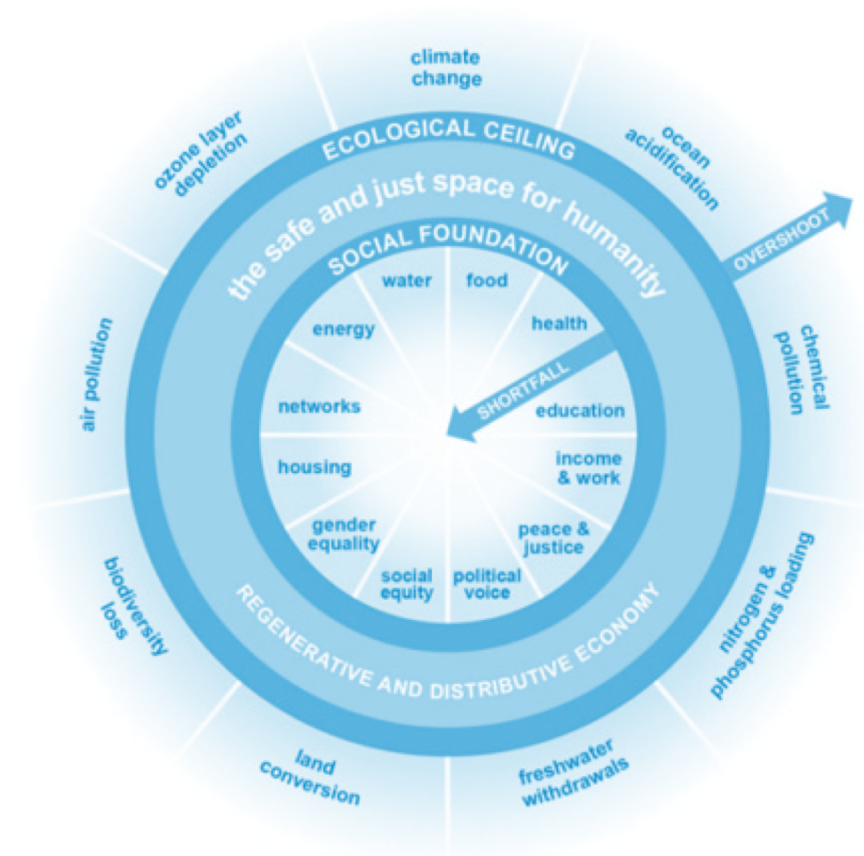 climate
change
ocean
acidification
OVERSHOOT
chemical
pollution
nitrogen &
phosphorus loading
freshwater
withdrawals
land
conversion
biodiversity
loss
air pollution
ozone layer
depletion
ECOLOGICAL CEILING
the safe and just space for humanity
SOCIAL FOUNDATION
water
food
health
SHORTFALL
education
income
& work
peace &
justice
political
voice
social
equity
gender
equality
housing
networks
energy
REGENERATIVE AND DISTRIBUTIVE ECONOMY